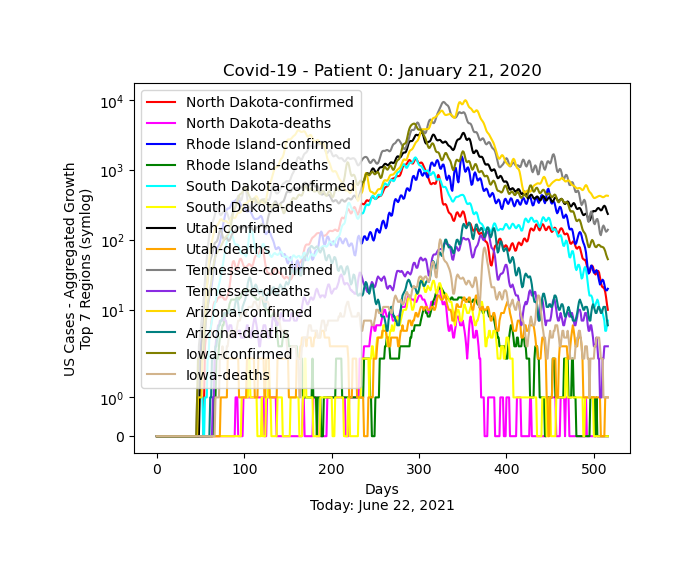 Covid-19 - Patient 0: January 21, 2020
US Cases - Aggregated Growth
Top 7 Regions (symlog)
10^4
10^3
10^2
10^1
10^0
0
North Dakota-confirmed
North Dakota-deaths
Rhode Island-confirmed
Rhode Island-deaths
South Dakota-confirmed
South Dakota-deaths
Utah-confirmed
Utah-deaths
Tennessee-confirmed
Tennessee-deaths
Arizona-confirmed
Arizona-deaths
Iowa-confirmed
Iowa-deaths
0 100 200 300 400 500
Days
Today: June 22, 2021